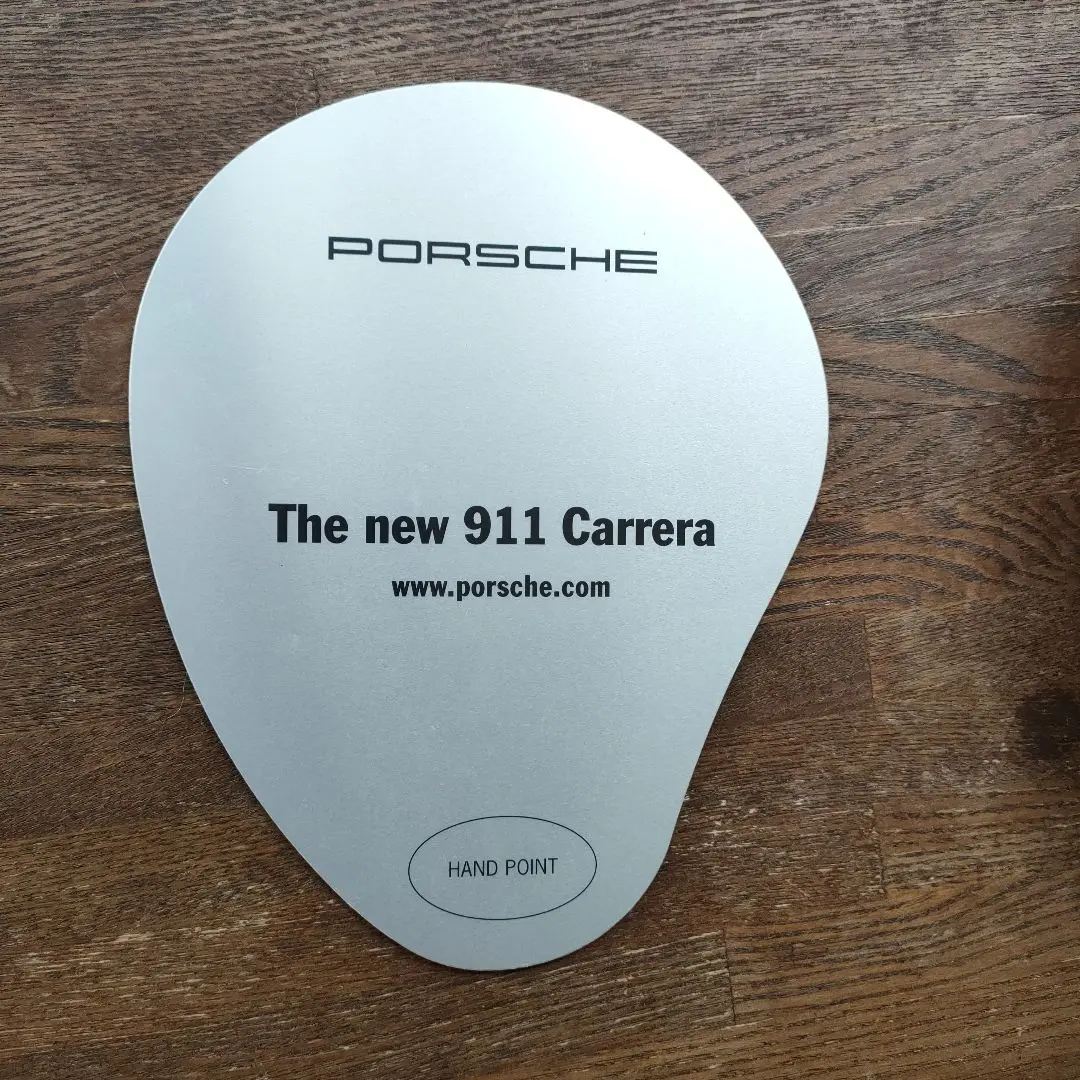 PORSCHE
The new 911 Carrera
www.porsche.com
HAND POINT